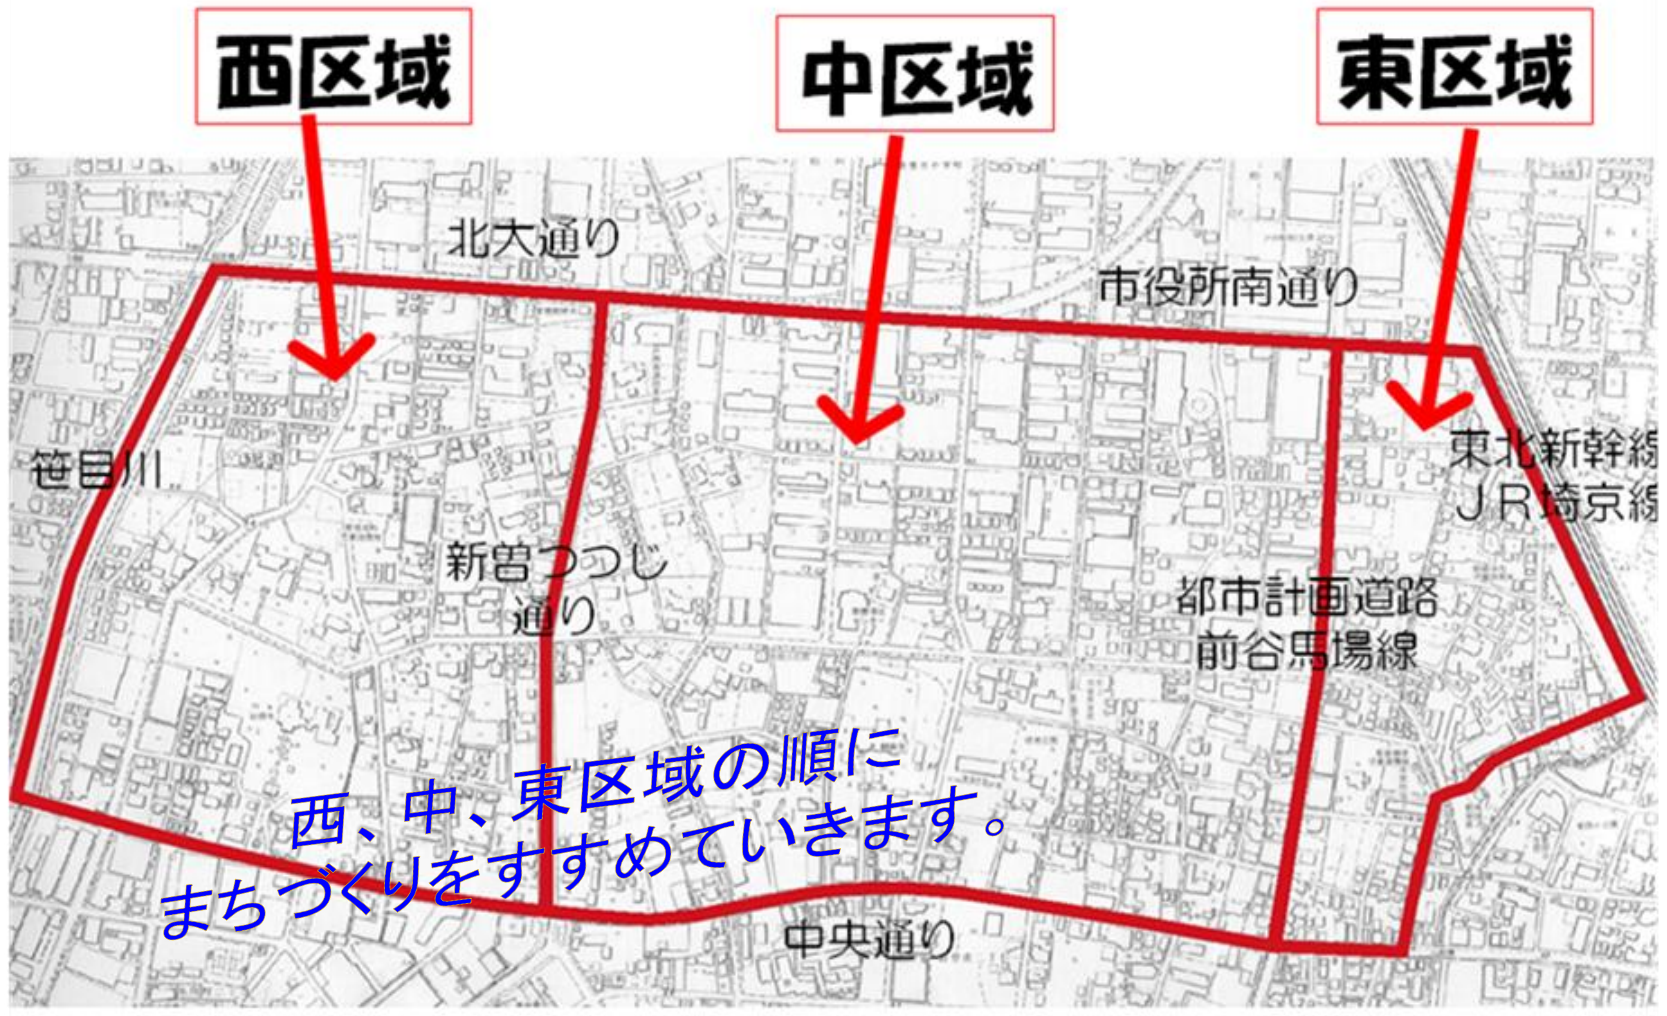 西区域
中区域
東区域
北大通り
市役所南通り
笹目川
東北新幹線
JR埼京線
新曽つつじ
通り
都市計画道路
前谷馬場線
西、中、東区域の順に
まちづくりをすすめていきます。
中央通り